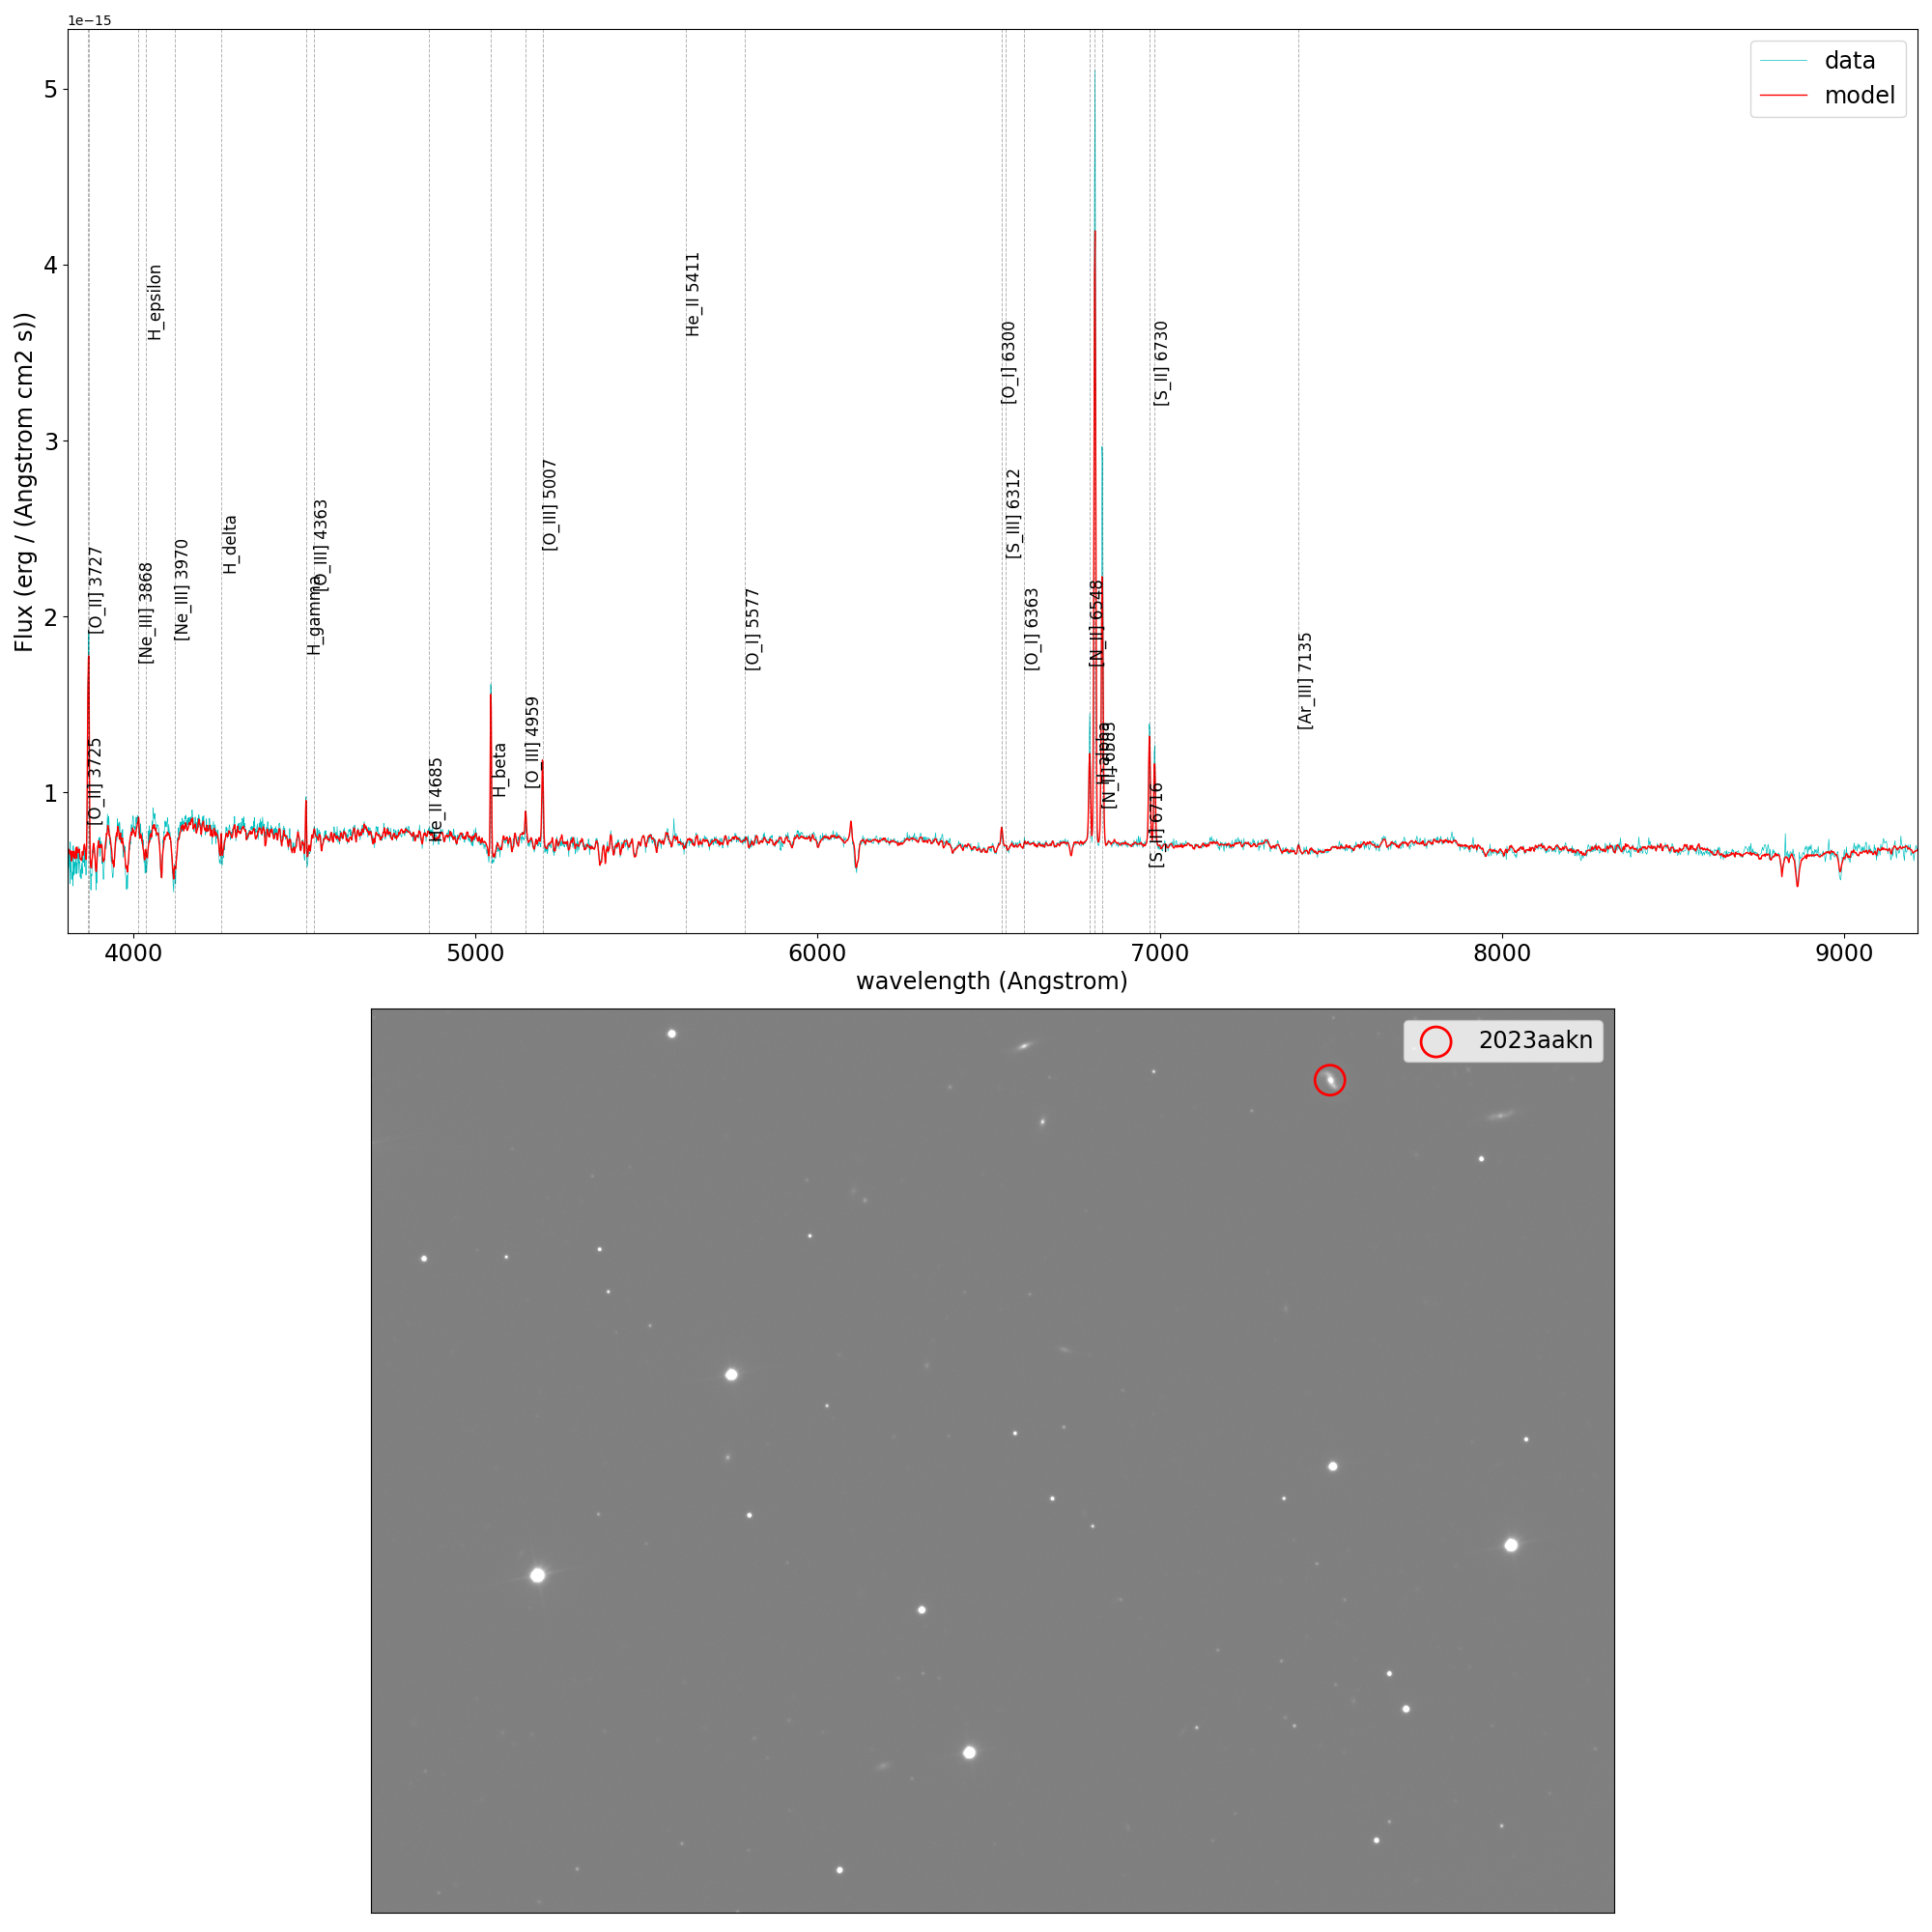 1e−15
data
model
5
4
3
2
1
Flux (erg / (Angstrom cm2 s))
H_epsilon
He_II 5411
[O_I] 6300
[S_II] 6730
[O_III] 5007
[S_III] 6312
[O_III] 4363
H_delta
[O_II] 3727
[Ne_III] 3970
[Ne_III] 3868
H_gamma
[N_II] 6548
[O_I] 5577
[O_I] 6363
[Ar_III] 7135
[O_III] 4959
H_alpha
[N_II] 6583
[O_II] 3725
H_beta
He_II 4685
[S_II] 6716
4000
5000
6000
7000
8000
9000
wavelength (Angstrom)
2023aakn